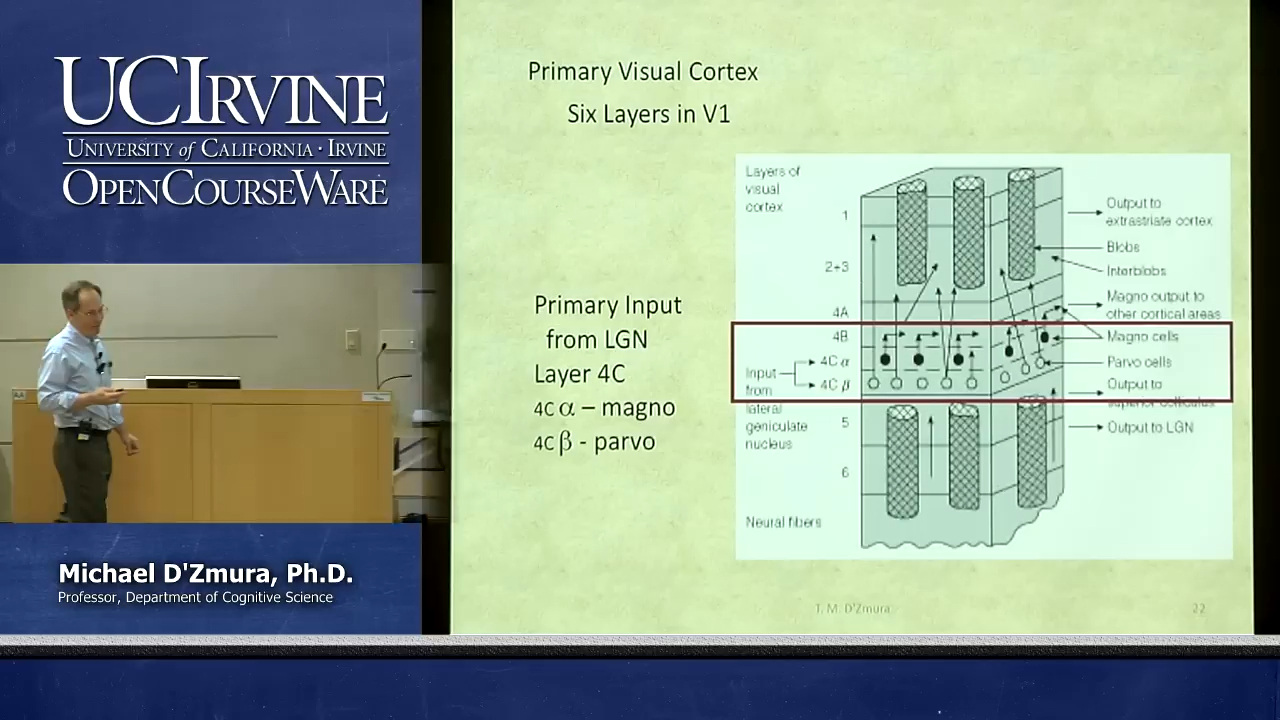 UCIRVINE
UNIVERSITY of CALIFORNIA · IRVINE
OPENCOURSEWARE
Michael D'Zmura, Ph.D.
Professor, Department of Cognitive Science
Primary Visual Cortex
Six Layers in V1
Primary Input
from LGN
Layer 4C
4C α – magno
4C β - parvo
Layers of
visual
cortex
1
2+3
4A
4B
4C α
4C β
Input
from
lateral
geniculate
nucleus
5
6
Neural fibers
Output to
extrastriate cortex
Blobs
Interblobs
Magno output to
other cortical areas
Magno cells
Parvo cells
Output to
superior colliculus
Output to LGN
T. M. D'Zmura
22